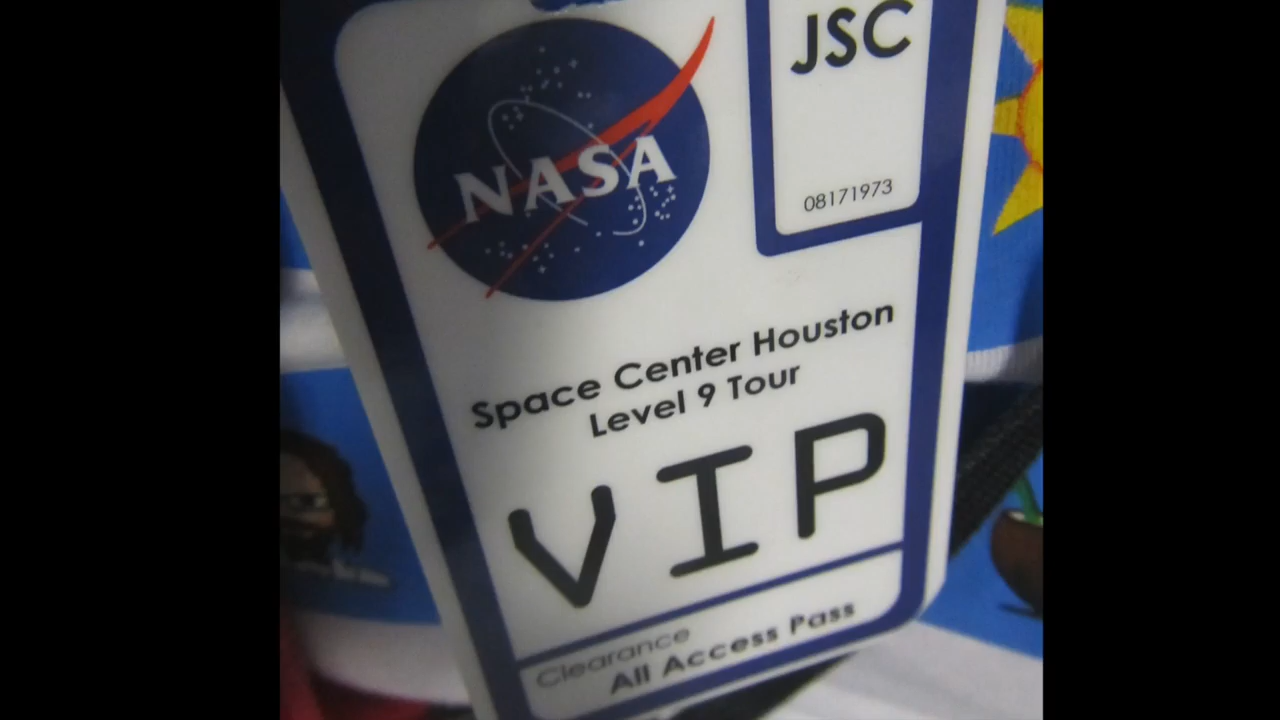 NASA
JSC
08171973
Space Center Houston
Level 9 Tour
VIP
Clearance
All Access Pass